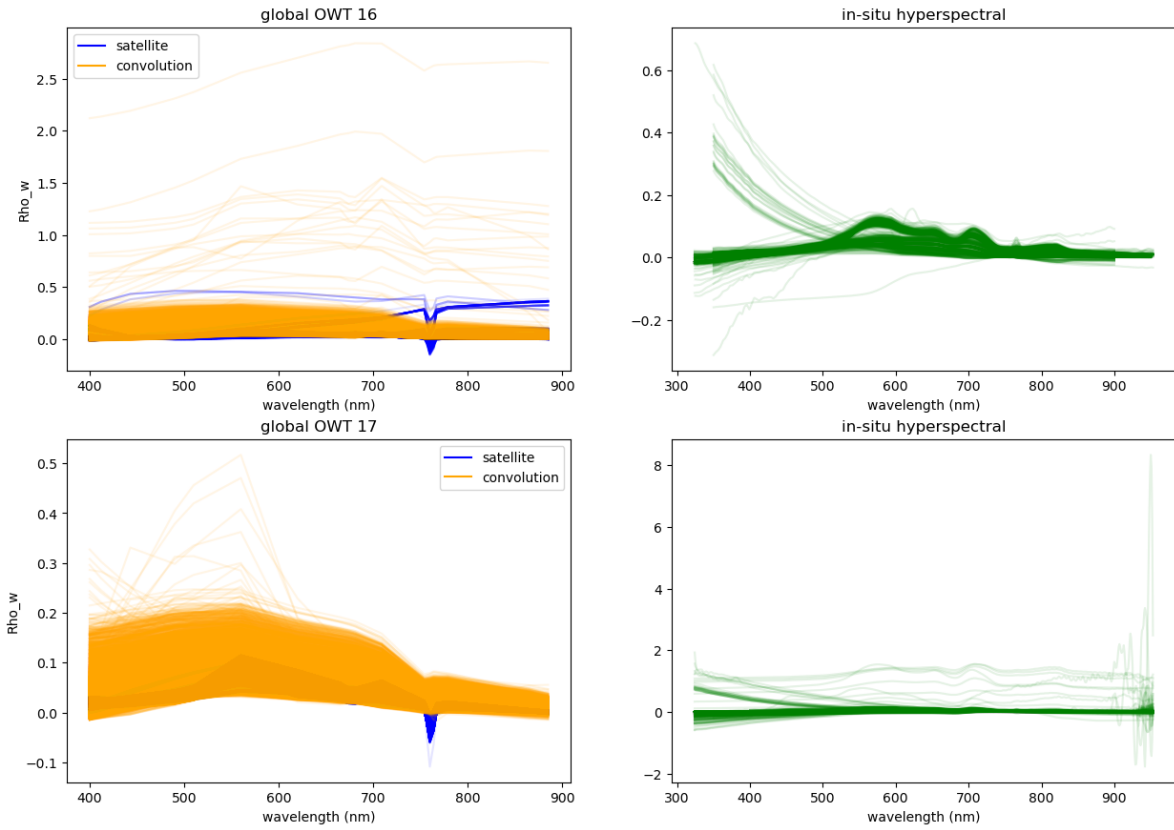 global OWT 16
satellite
convolution
2.5
2.0
1.5
1.0
0.5
0.0
Rho_w
400 500 600 700 800 900
wavelength (nm)
in-situ hyperspectral
0.6
0.4
0.2
0.0
−0.2
300 400 500 600 700 800 900
wavelength (nm)
global OWT 17
satellite
convolution
0.5
0.4
0.3
0.2
0.1
0.0
−0.1
Rho_w
400 500 600 700 800 900
wavelength (nm)
in-situ hyperspectral
8
6
4
2
0
−2
300 400 500 600 700 800 900
wavelength (nm)